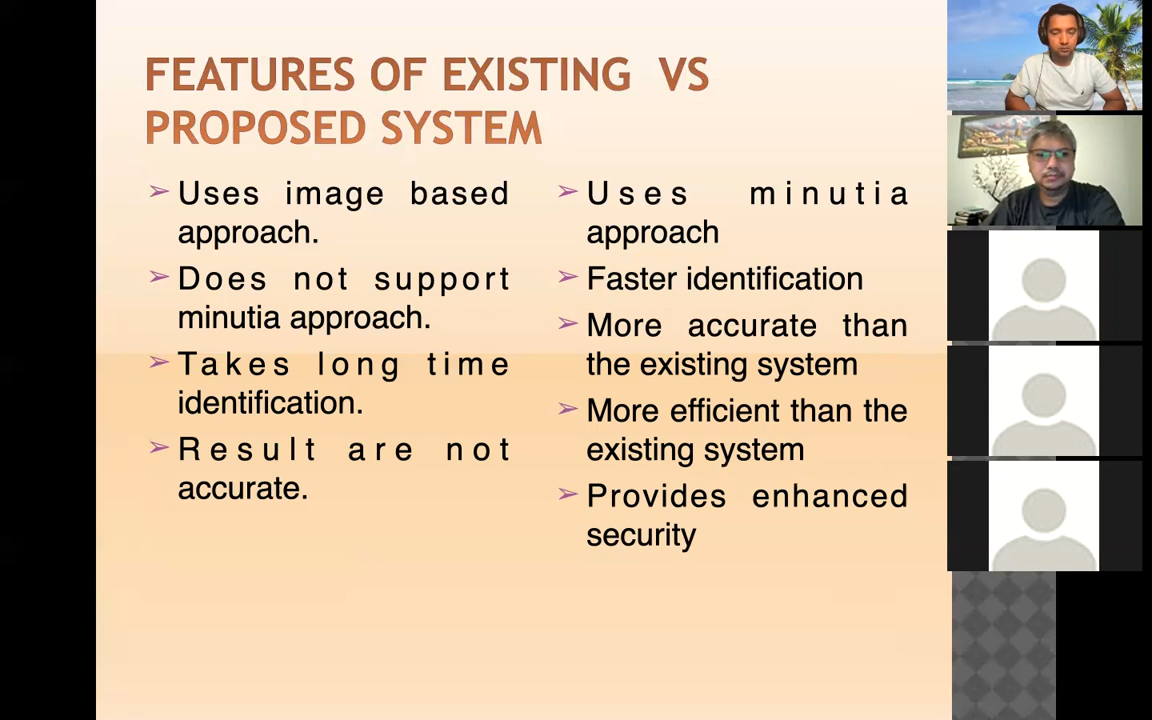 FEATURES OF EXISTING VS
PROPOSED SYSTEM
➢ Uses image based
approach.
➢ Does not support
minutia approach.
➢ Takes long time
identification.
➢ Result are not
accurate.
➢ Uses minutia
approach
➢ Faster identification
➢ More accurate than
the existing system
➢ More efficient than the
existing system
➢ Provides enhanced
security